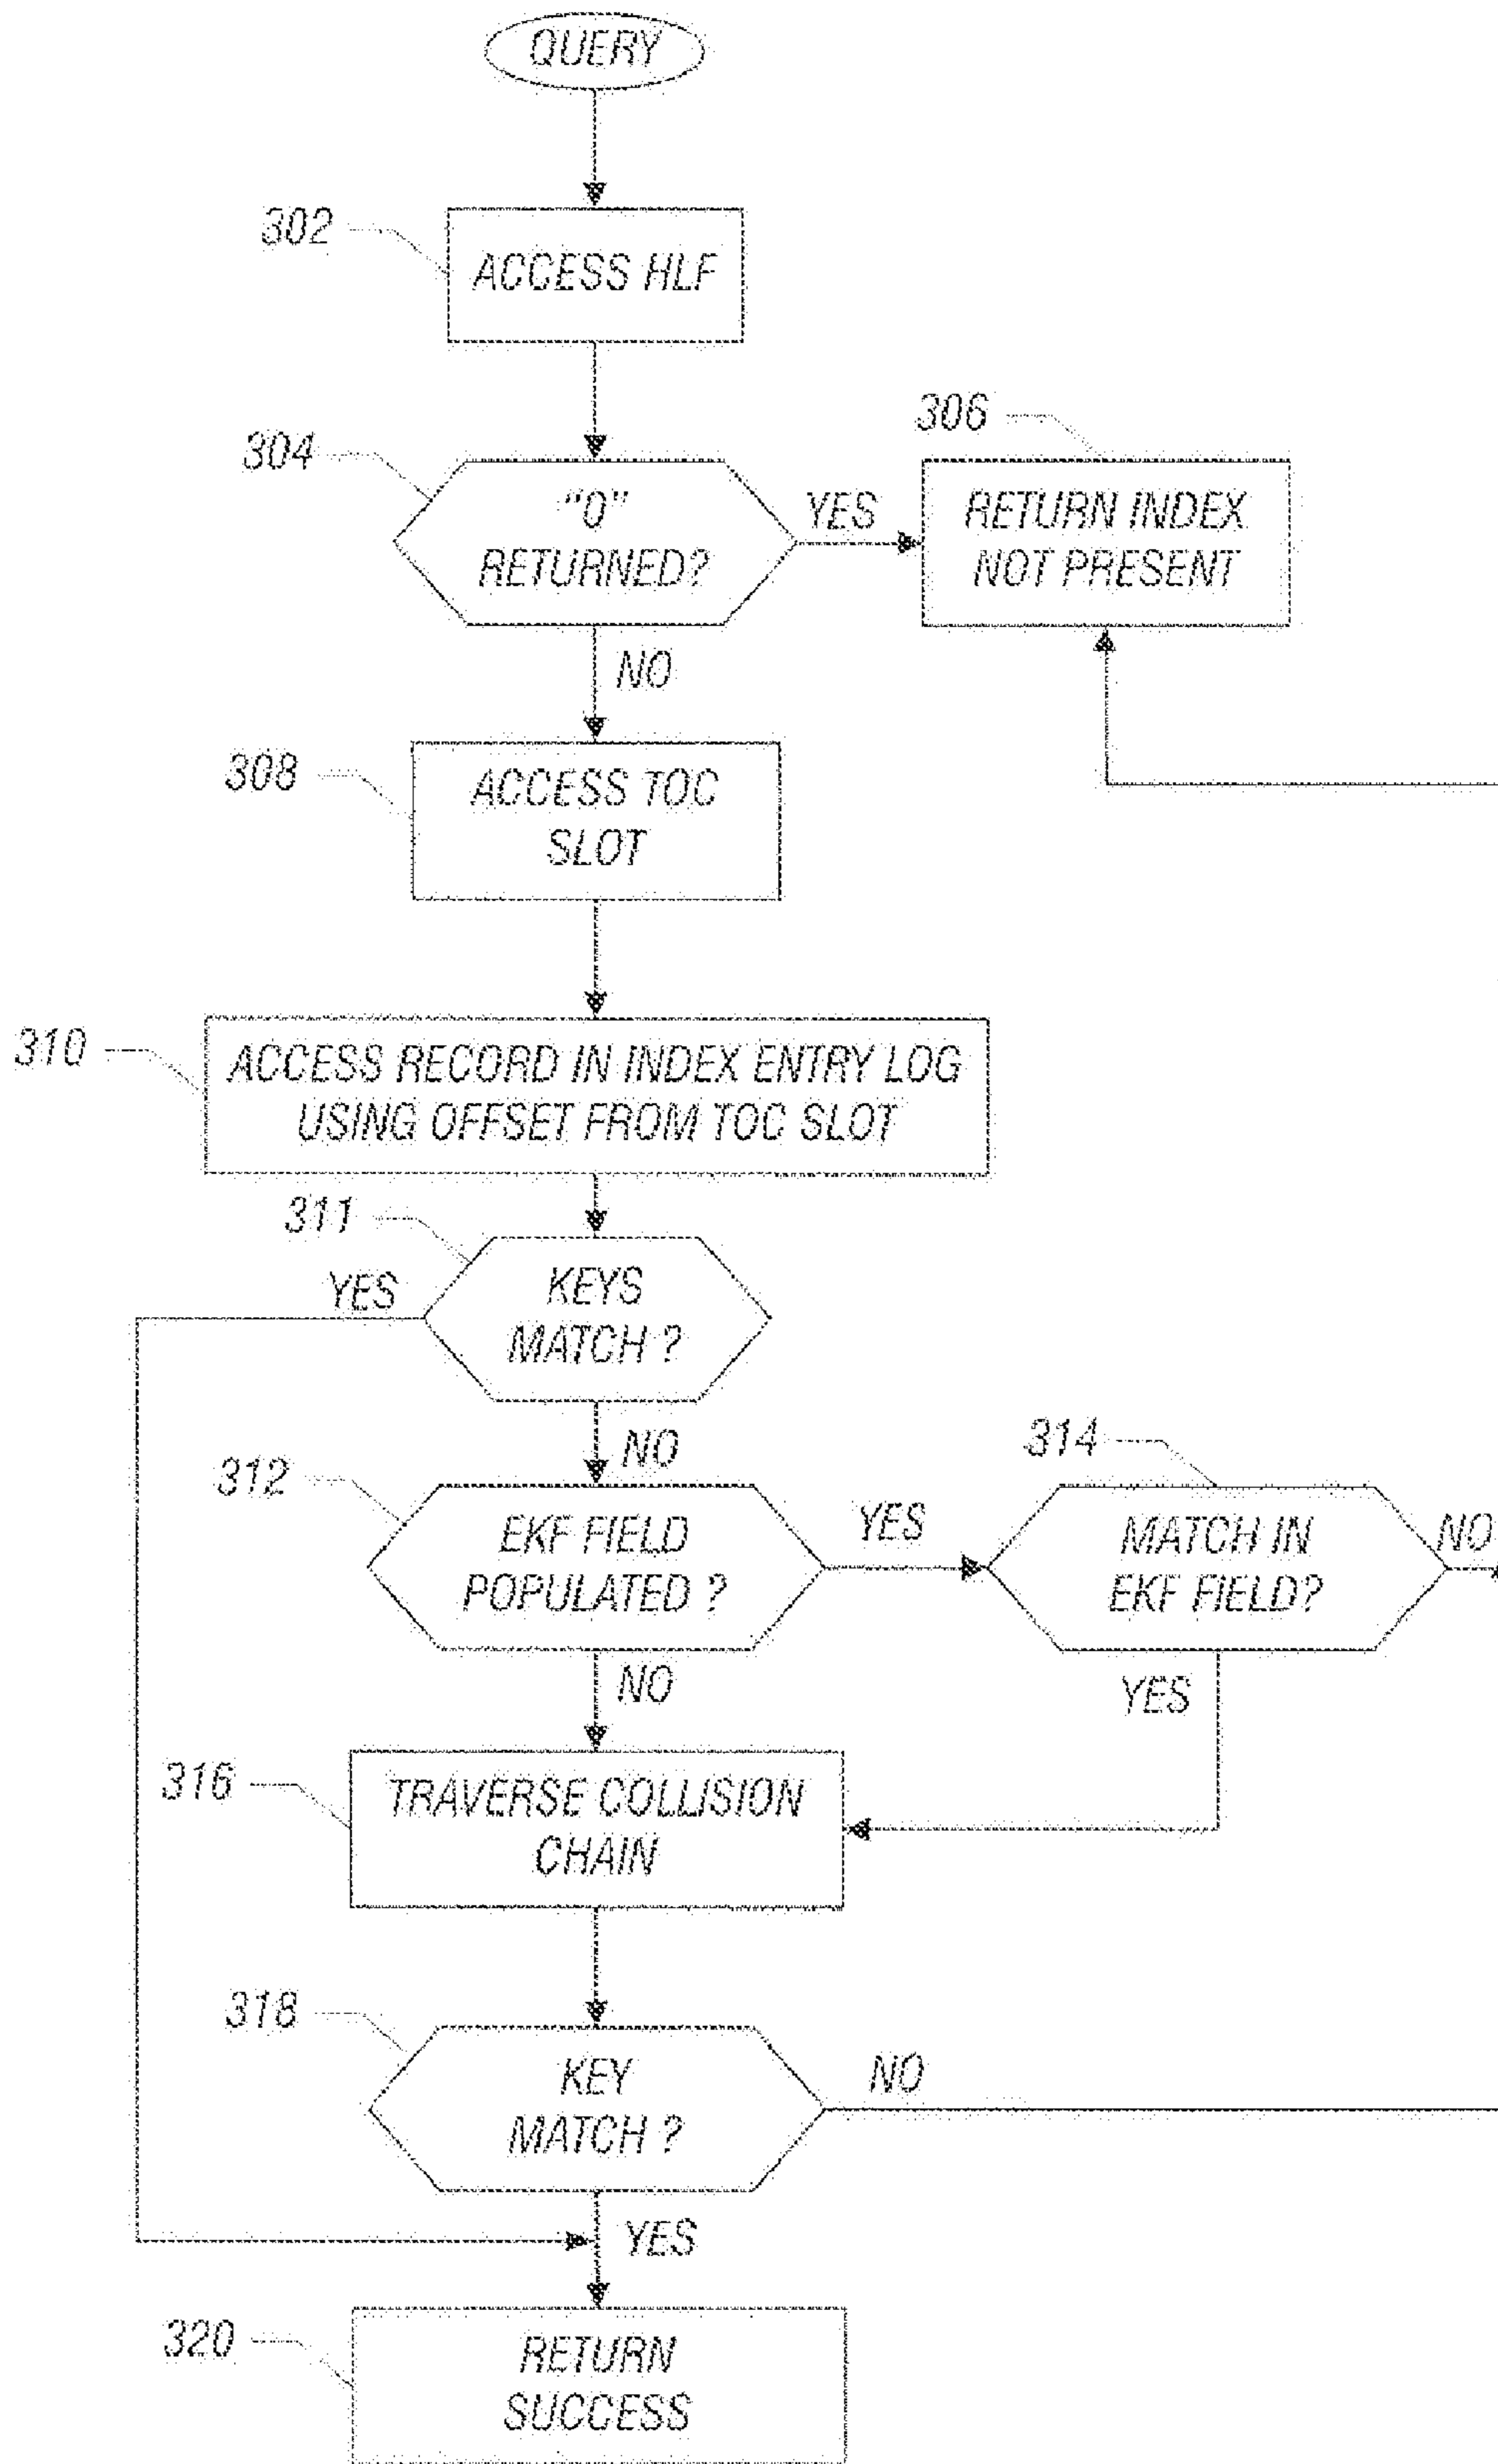 QUERY
302
ACCESS HLF
304
"0"
RETURNED?
YES
306
RETURN INDEX
NOT PRESENT
NO
308
ACCESS TOC
SLOT
310
ACCESS RECORD IN INDEX ENTRY LOG
USING OFFSET FROM TOC SLOT
311
YES
KEYS
MATCH ?
NO
312
EKF FIELD
POPULATED ?
YES
314
MATCH IN
EKF FIELD?
NO
NO
YES
316
TRAVERSE COLLISION
CHAIN
318
KEY
MATCH ?
NO
YES
320
RETURN
SUCCESS